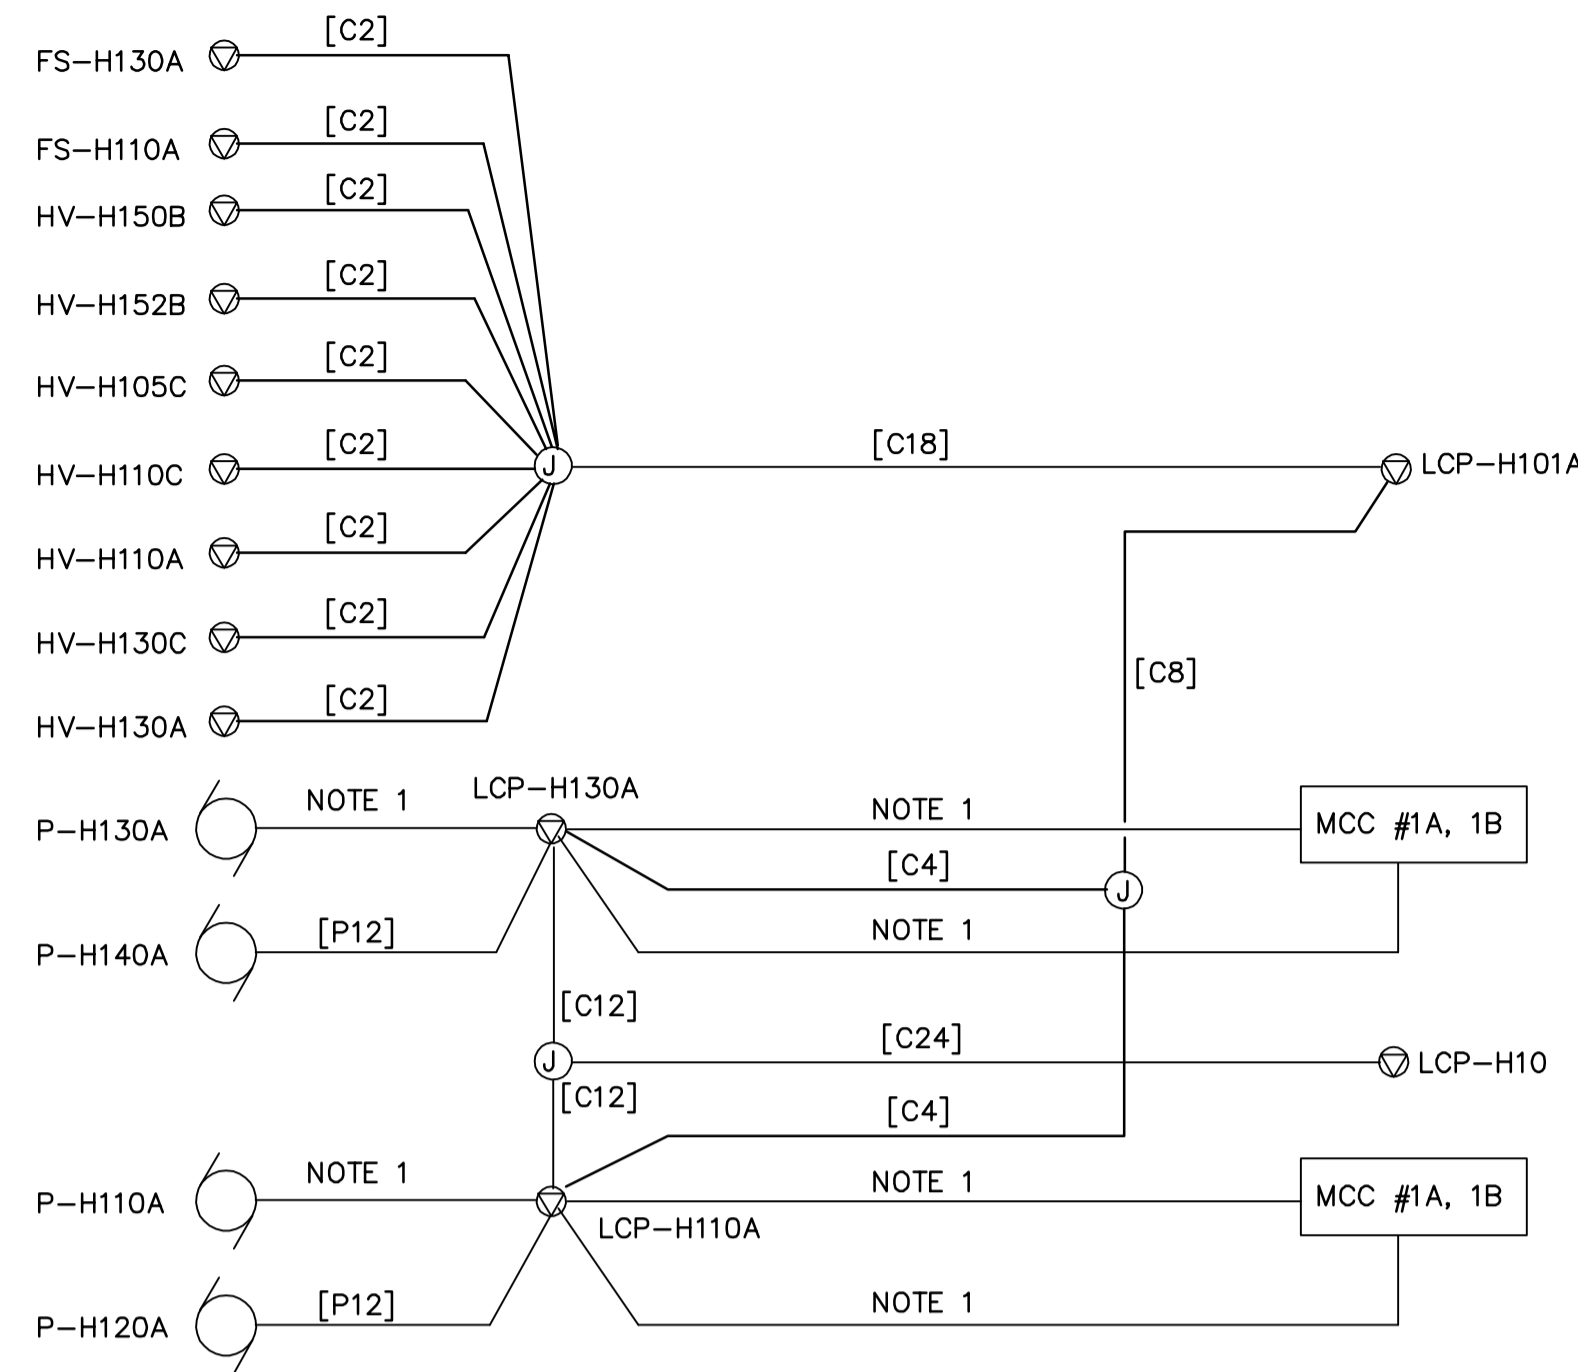 [C2]
FS-H130A
[C2]
FS-H110A
[C2]
HV-H150B
[C2]
HV-H152B
[C2]
HV-H105C
[C2]
[C18]
HV-H110C
J
LCP-H101A
[C2]
HV-H110A
[C2]
HV-H130C
[C8]
[C2]
HV-H130A
LCP-H130A
NOTE 1
NOTE 1
P-H130A
MCC #1A, 1B
[C4]
J
[P12]
NOTE 1
P-H140A
[C12]
[C24]
J
LCP-H10
[C12]
[C4]
NOTE 1
NOTE 1
P-H110A
MCC #1A, 1B
LCP-H110A
[P12]
NOTE 1
P-H120A